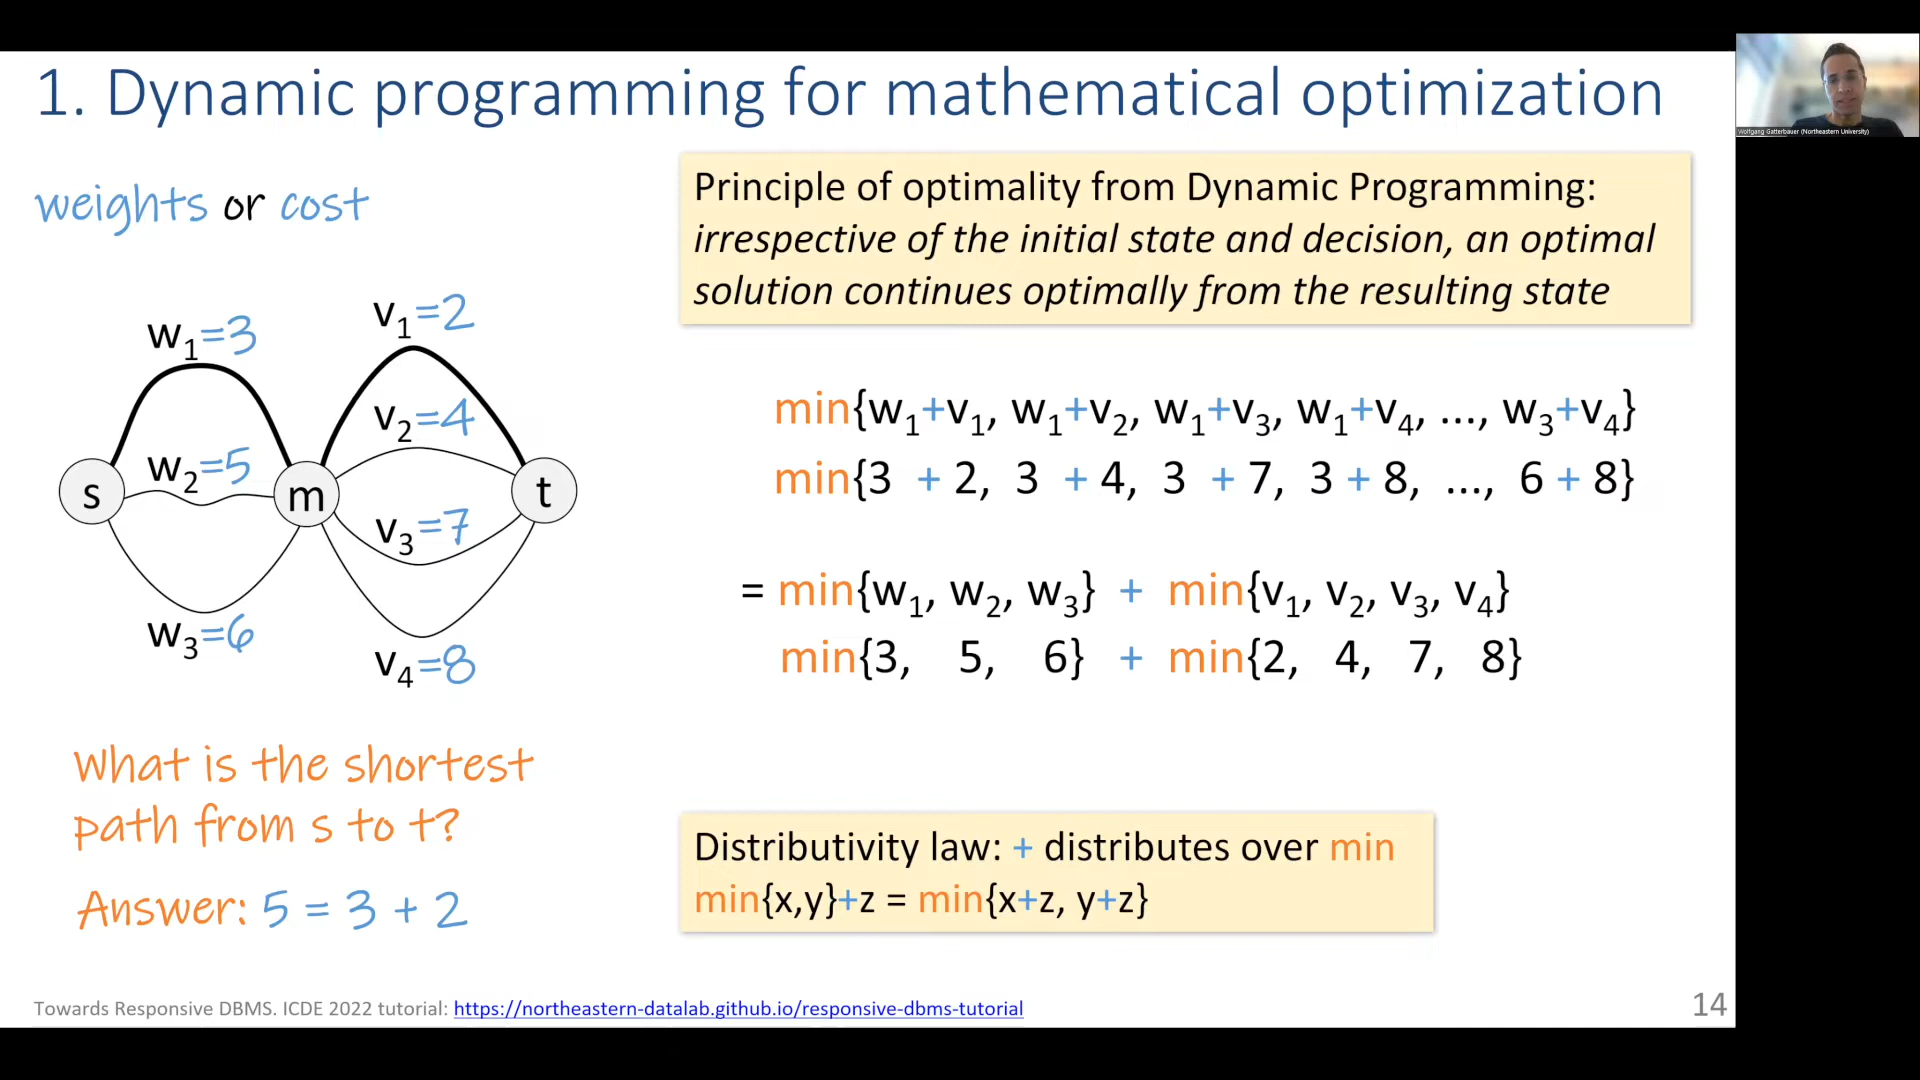 1. Dynamic programming for mathematical optimization
Wolfgang Gatterbauer (Northeastern University)
weights or cost
Principle of optimality from Dynamic Programming:
irrespective of the initial state and decision, an optimal
solution continues optimally from the resulting state
w1=3
v1=2
v2=4
w2=5
s
m
t
v3=7
w3=6
v4=8
min{w1+v1, w1+v2, w1+v3, w1+v4, ..., w3+v4}
min{3 + 2, 3 + 4, 3 + 7, 3 + 8, ..., 6 + 8}
= min{w1, w2, w3} + min{v1, v2, v3, v4}
min{3, 5, 6} + min{2, 4, 7, 8}
What is the shortest
path from s to t?
Answer: 5 = 3 + 2
Distributivity law: + distributes over min
min{x,y}+z = min{x+z, y+z}
Towards Responsive DBMS. ICDE 2022 tutorial: https://northeastern-datalab.github.io/responsive-dbms-tutorial
14